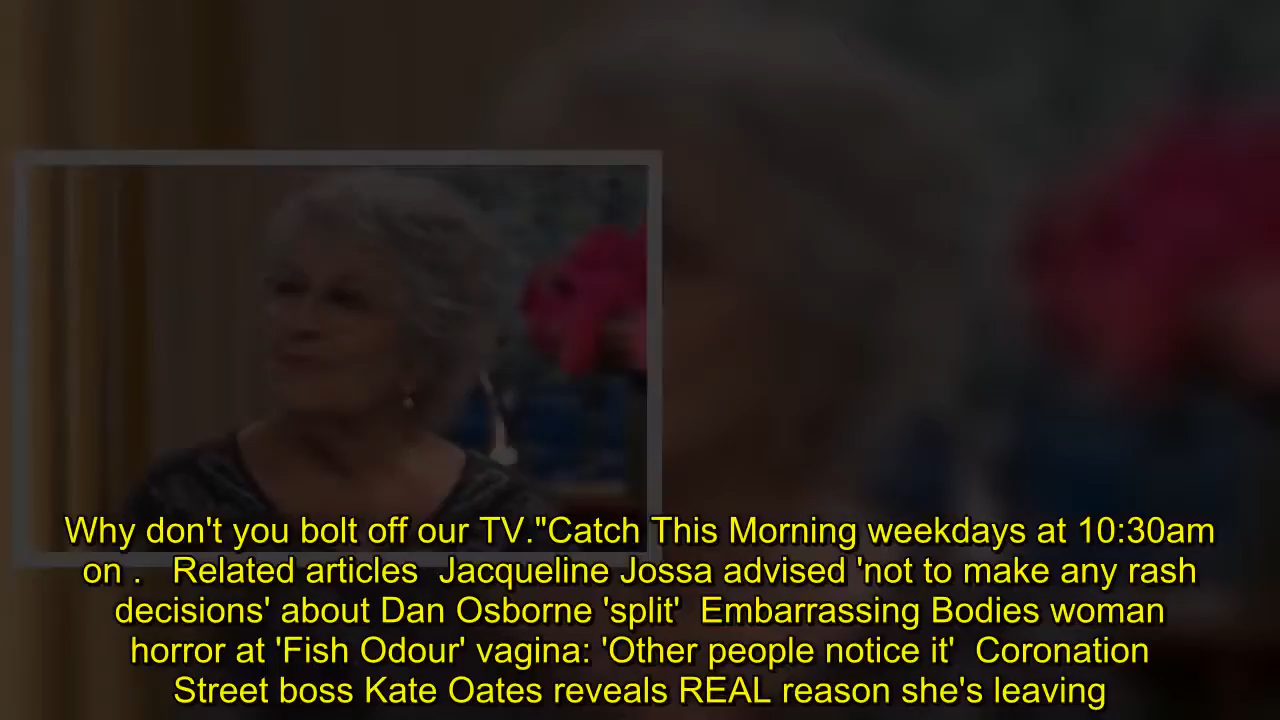 Why don't you bolt off our TV."Catch This Morning weekdays at 10:30am
on .   Related articles  Jacqueline Jossa advised 'not to make any rash
decisions' about Dan Osborne 'split'  Embarrassing Bodies woman
horror at 'Fish Odour' vagina: 'Other people notice it'  Coronation
Street boss Kate Oates reveals REAL reason she's leaving